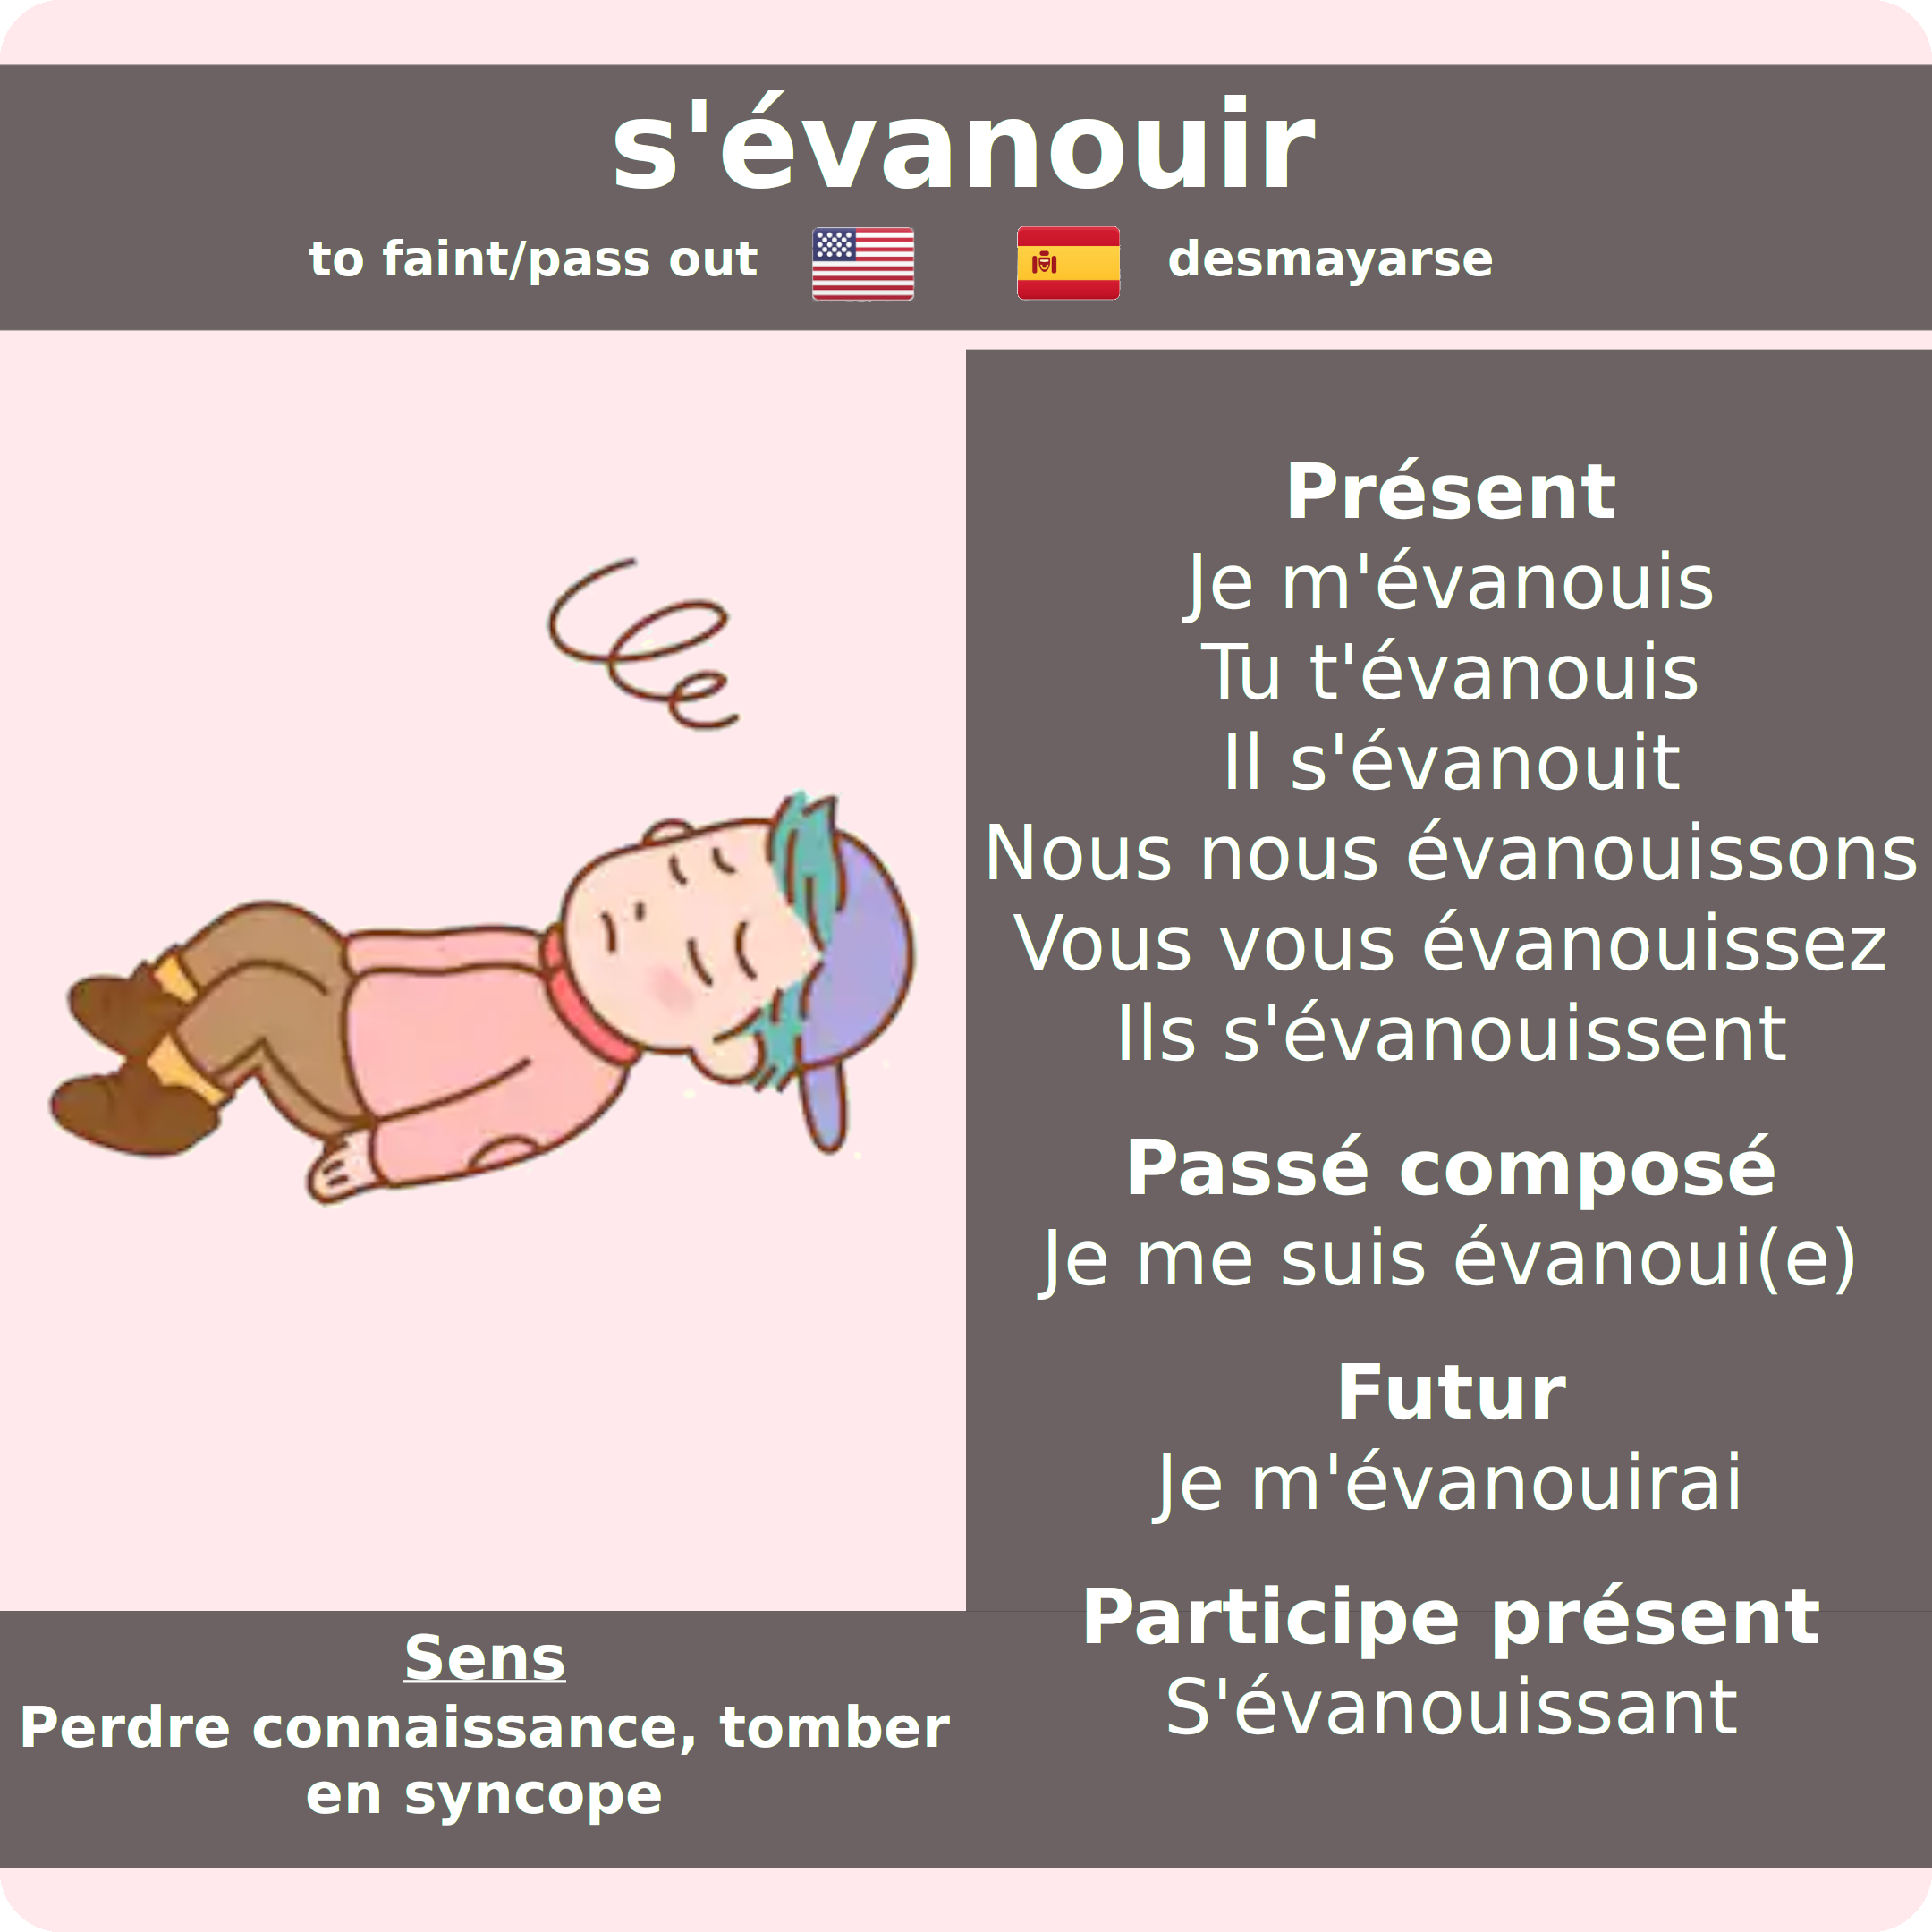 s'évanouir
to faint/pass out
desmayarse
Présent
Je m'évanouis
Tu t'évanouis
Il s'évanouit
Nous nous évanouissons
Vous vous évanouissez
Ils s'évanouissent
Passé composé
Je me suis évanoui(e)
Futur
Je m'évanouirai
Participe présent
S'évanouissant
Sens
Perdre connaissance, tomber
en syncope